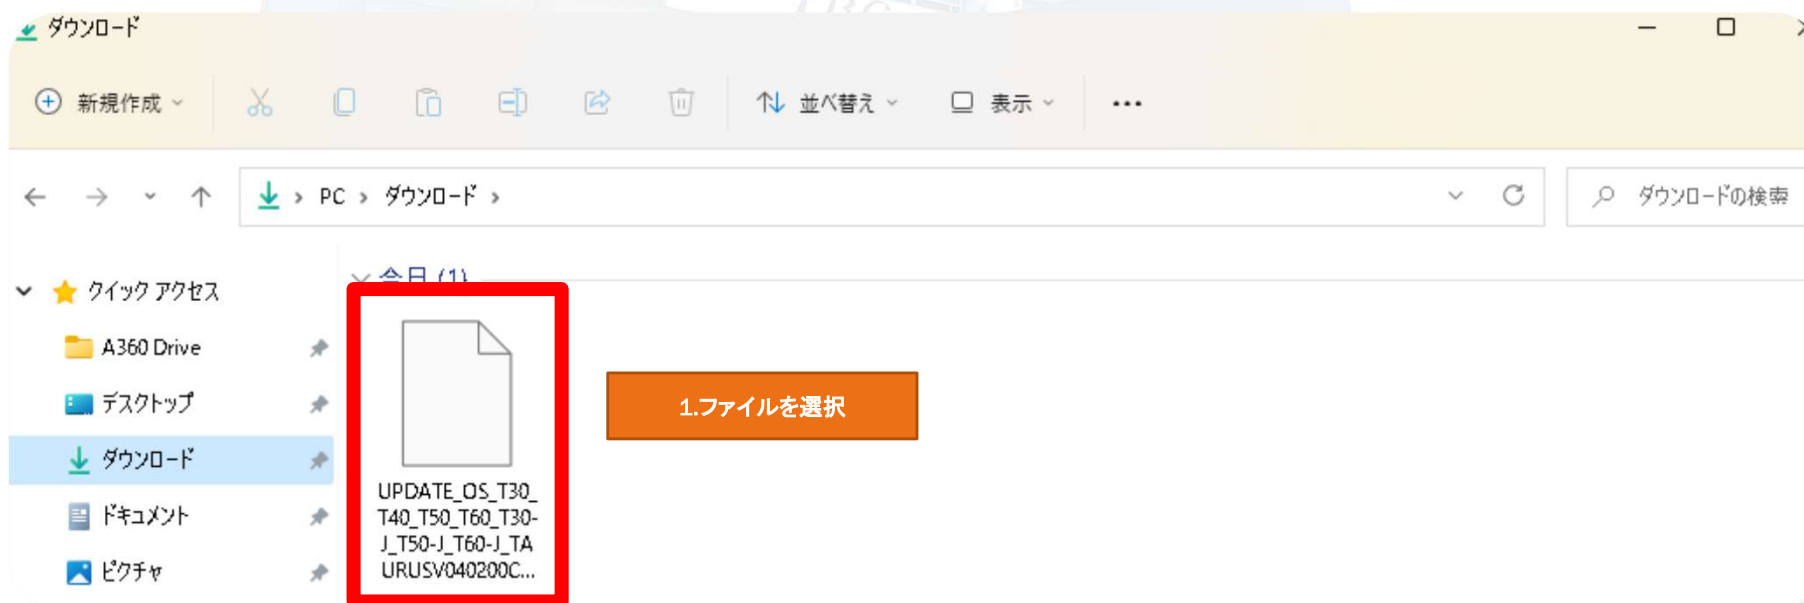 ダウンロード
新規作成
並べ替え
表示
PC
ダウンロード
ダウンロードの検索
クイック アクセス
今日 (1)
A360 Drive
デスクトップ
1.ファイルを選択
ダウンロード
UPDATE_OS_T30_
T40_T50_T60_T30-
J_T50-J_T60-J_TA
URUSV040200C...
ドキュメント
ピクチャ